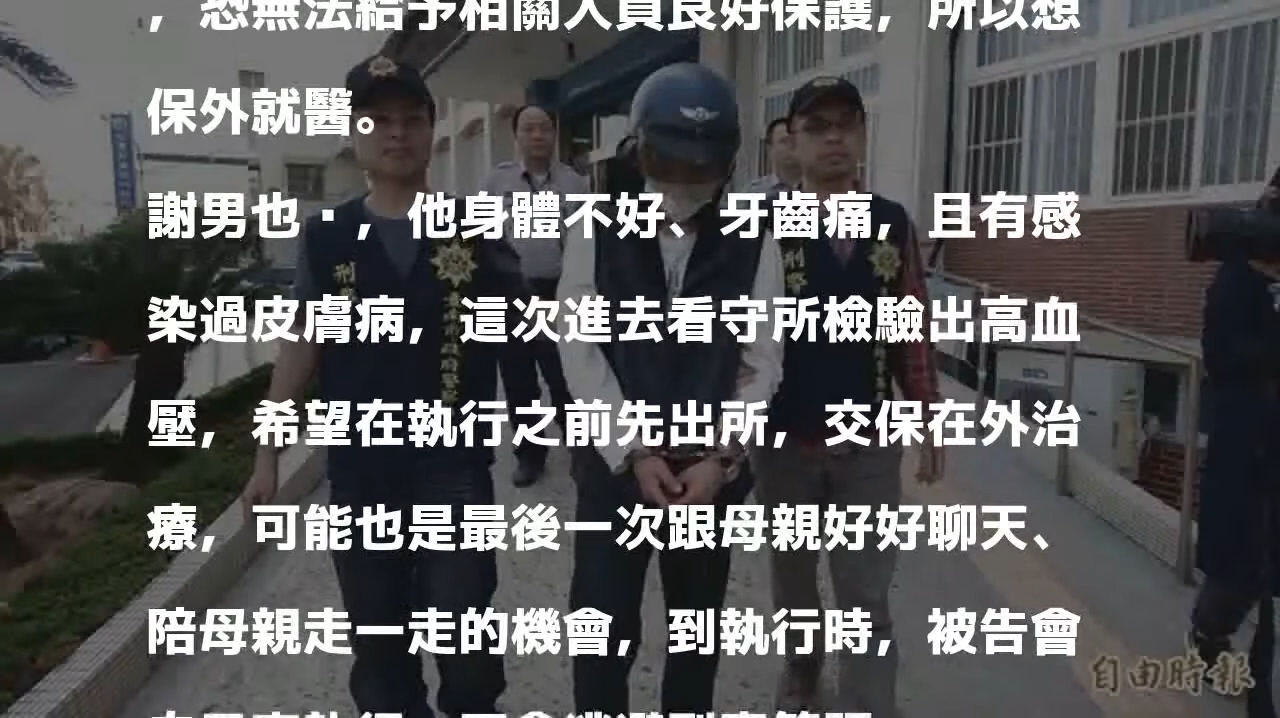 ，恐無法給予相關人員良好保護，所以想
保外就醫。
謝男也·，他身體不好、牙齒痛，且有感
染過皮膚病，這次進去看守所檢驗出高血
壓，希望在執行之前先出所，交保在外治
療，可能也是最後一次跟母親好好聊天、
陪母親走一走的機會，到執行時，被告會
自由時報
刑
刑警